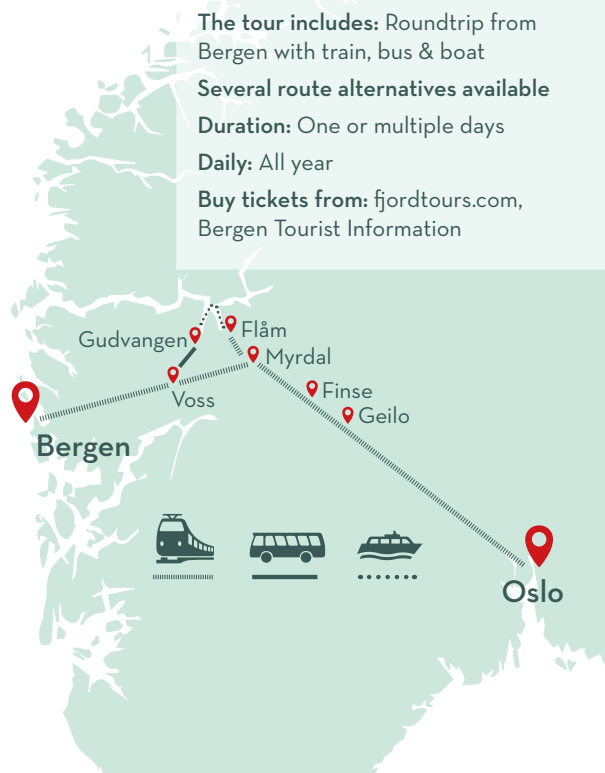 The tour includes: Roundtrip from
Bergen with train, bus & boat
Several route alternatives available
Duration: One or multiple days
Daily: All year
Buy tickets from: fjordtours.com,
Bergen Tourist Information
Gudvangen
Flåm
Myrdal
Voss
Finse
Geilo
Bergen
Oslo